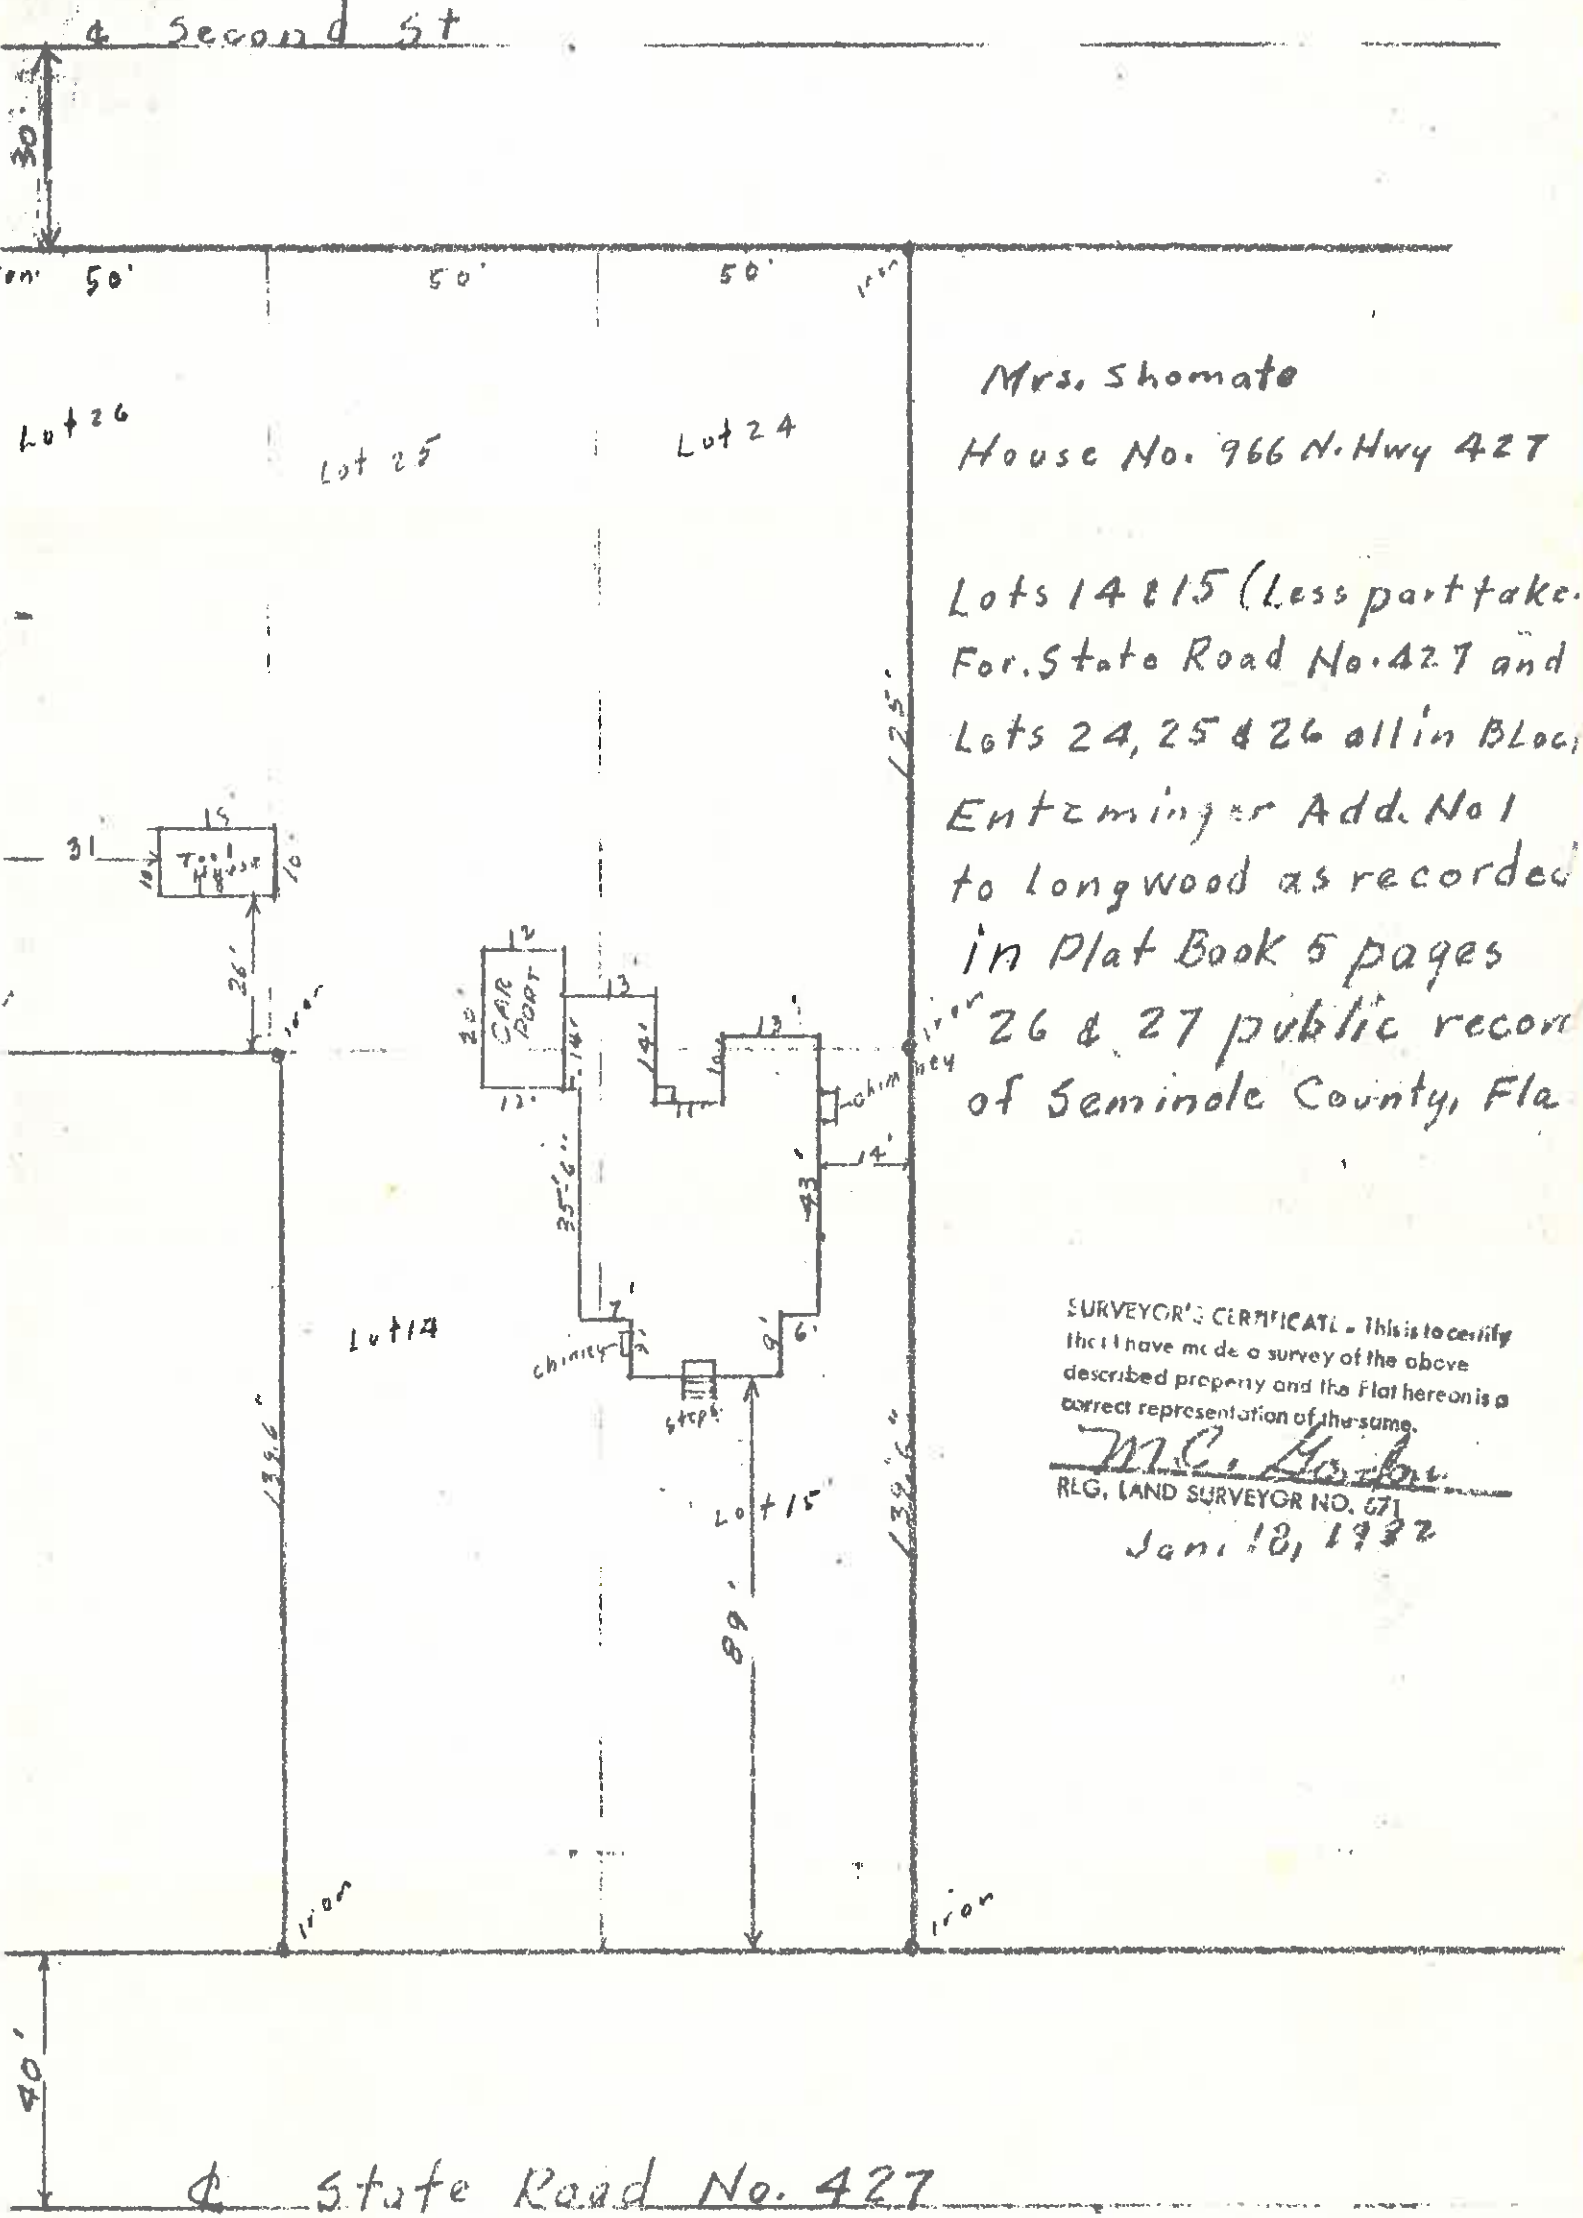 ℄ Second St
30'
50'
50'
50'
iron
Lot 26
Lot 25
Lot 24
Mrs. Shomate
House No. 966 N. Hwy 427
Lots 14 & 15 (Less part take
For. State Road No. 427 and
Lots 24, 25 & 26 all in BLoc
Entzminger Add. No 1
to Longwood as recorded
in Plat Book 5 pages
26 & 27 public recor
of Seminole County, Fla
125'
31
15
10
Tool House
10
26'
iron
12
20
CAR
PORT
12'
13
14'
14'
11
10
13'
iron
chimney
14'
43'
35'-6"
7'
chimney
9'
6'
steps
Lot 14
Lot 15
139.6"
139.6"
89'
SURVEYOR'S CERTIFICATE - This is to certify
that I have made a survey of the above
described property and the Plat hereon is a
correct representation of the same.
M.C.
REG. LAND SURVEYOR NO. 671
Jan. 18, 1982
iron
iron
40'
℄ State Road No. 427